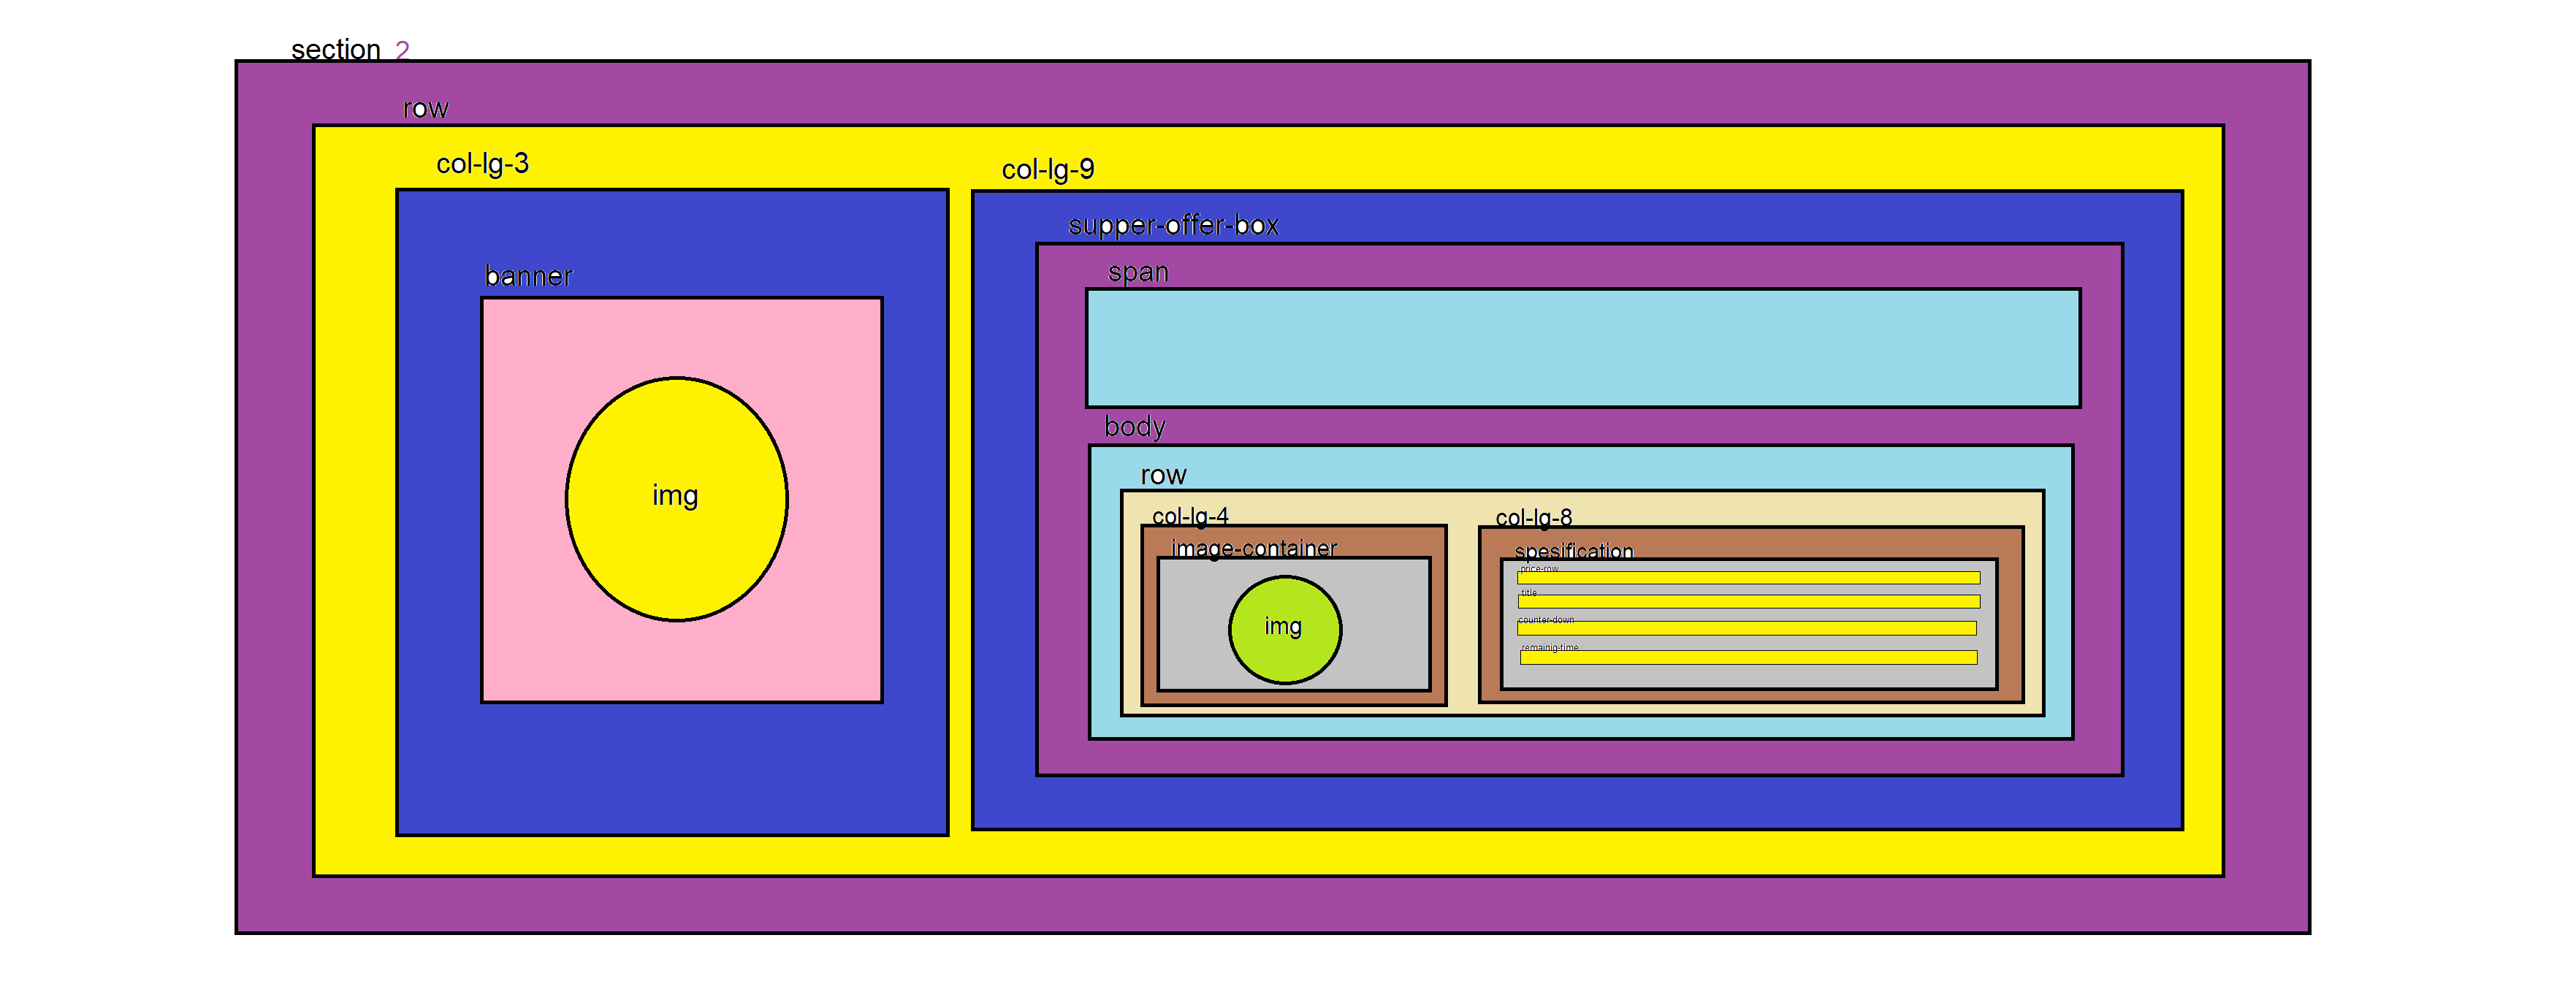 section 2
row
col-lg-3
col-lg-9
supper-offer-box
span
banner
img
body
row
col-lg-4
col-lg-8
image-container
spesification
img
price-row
title
counter-down
remainig-time